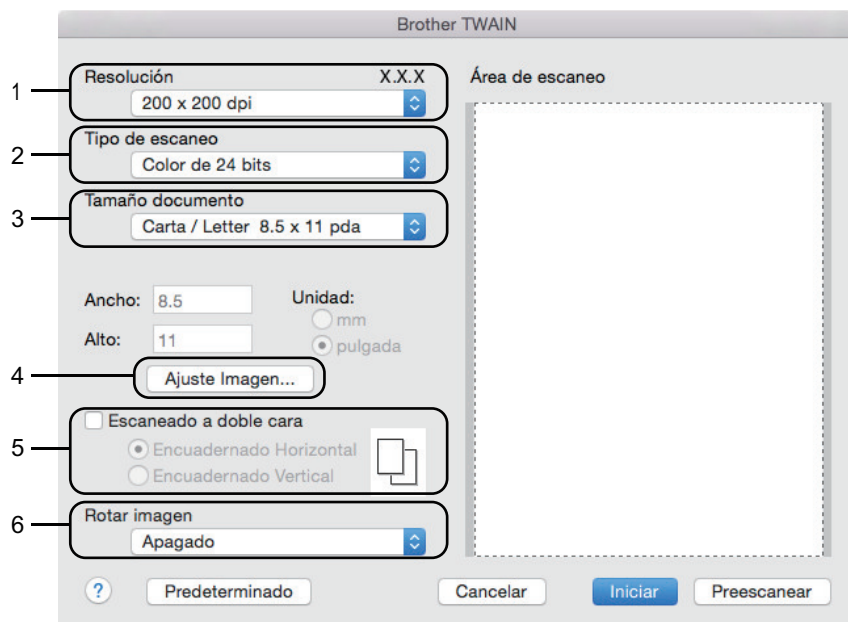 Brother TWAIN
1
Resolución X.X.X
200 x 200 dpi
2
Tipo de escaneo
Color de 24 bits
3
Tamaño documento
Carta / Letter 8.5 x 11 pda
Ancho: 8.5
Unidad:
mm
Alto: 11
pulgada
4
Ajuste Imagen...
5
Escaneado a doble cara
Encuadernado Horizontal
Encuadernado Vertical
6
Rotar imagen
Apagado
Área de escaneo
?
Predeterminado
Cancelar
Iniciar
Preescanear